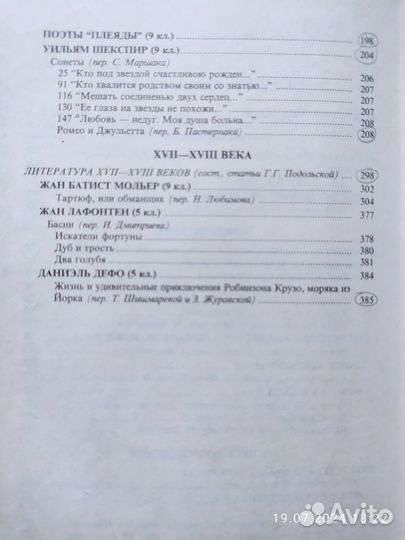 ПОЭТЫ “ПЛЕЯДЫ” (9 кл.) 198
УИЛЬЯМ ШЕКСПИР (9 кл.) 204
Сонеты (пер. С. Маршака)
25 “Кто под звездой счастливою рожден...” 206
91 “Кто хвалится родством своим со знатью...” 207
116 “Мешать соединенью двух сердец...” 207
130 “Ее глаза на звезды не похожи...” 207
147 “Любовь — недуг. Моя душа больна...” 208
Ромео и Джульетта (пер. Б. Пастернака) 208
XVII—XVIII ВЕКА
ЛИТЕРАТУРА XVII—XVIII ВЕКОВ (сост., статьи Г.Г. Подольской) 298
ЖАН БАТИСТ МОЛЬЕР (9 кл.) 302
Тартюф, или обманщик (пер. Н. Любимова) 304
ЖАН ЛАФОНТЕН (5 кл.) 377
Басни (пер. И. Дмитриева)
Искатели фортуны 378
Дуб и трость 380
Два голубя 381
ДАНИЭЛЬ ДЕФО (5 кл.) 384
Жизнь и удивительные приключения Робинзона Крузо, моряка из
Йорка (пер. Т. Шишмаревой и З. Журавской) 385
19.07.2024 18:22
Avito